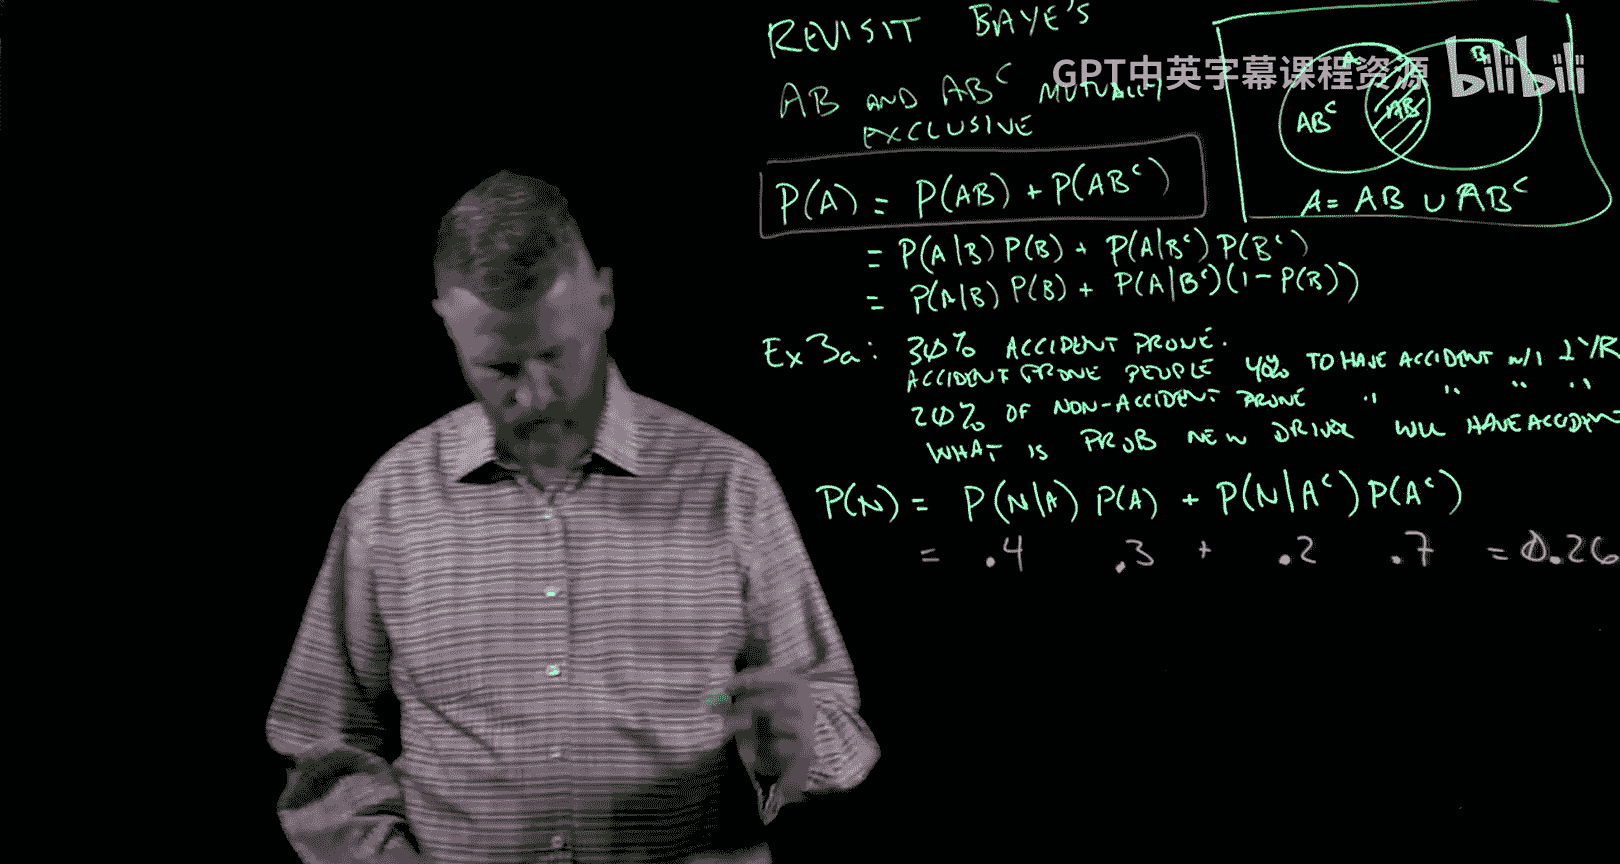 REVISIT BAYE'S
AB AND AB^C MUTUALLY
EXCLUSIVE
P(A) = P(AB) + P(AB^C)
= P(A|B) P(B) + P(A|B^C) P(B^C)
= P(A|B) P(B) + P(A|B^C)(1 - P(B))
A B
AB^C AB
A = AB ∪ AB^C
GPT中英字幕课程资源 bilibili
Ex 3a: 30% ACCIDENT PRONE.
ACCIDENT PRONE PEOPLE 40% TO HAVE ACCIDENT w/i 1 YR
20% OF NON-ACCIDENT PRONE " " " "
WHAT IS PROB NEW DRIVER WILL HAVE ACCIDENT
P(N) = P(N|A) P(A) + P(N|A^C) P(A^C)
= .4 .3 + .2 .7 = 0.26